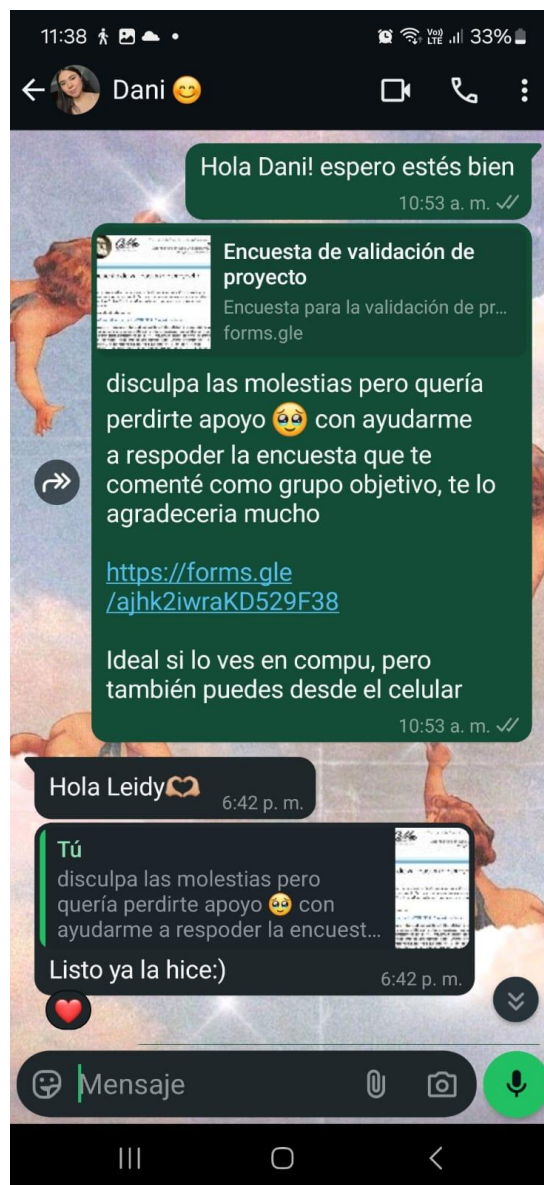 11:38 33%
Dani 😊
Hola Dani! espero estés bien
10:53 a. m.
Encuesta de validación de
proyecto
Encuesta para la validación de pr...
forms.gle
disculpa las molestias pero quería
perdirte apoyo 🥹 con ayudarme
a respoder la encuesta que te
comenté como grupo objetivo, te lo
agradeceria mucho
https://forms.gle
/ajhk2iwraKD529F38
Ideal si lo ves en compu, pero
también puedes desde el celular
10:53 a. m.
Hola Leidy🫶🏽
6:42 p. m.
Tú
disculpa las molestias pero
quería perdirte apoyo 🥹 con
ayudarme a respoder la encuest...
Listo ya la hice:)
6:42 p. m.
Mensaje